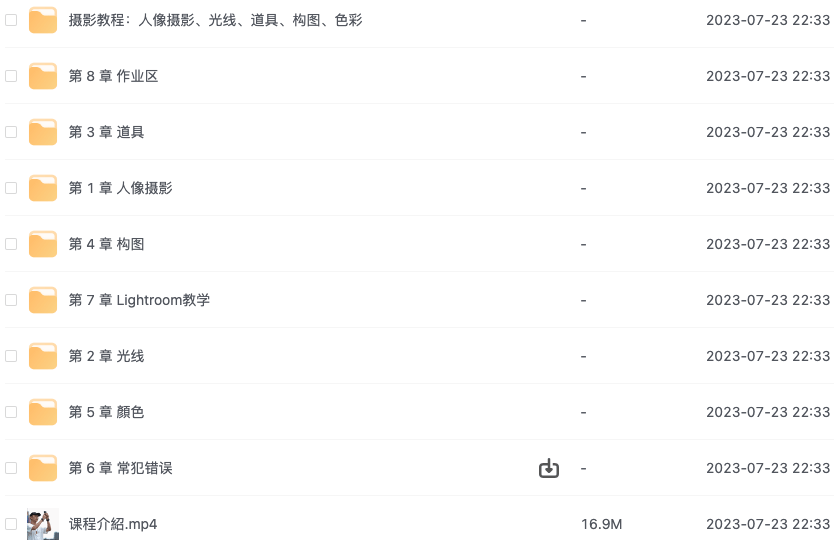 摄影教程：人像摄影、光线、道具、构图、色彩 - 2023-07-23 22:33
第 8 章 作业区 - 2023-07-23 22:33
第 3 章 道具 - 2023-07-23 22:33
第 1 章 人像摄影 - 2023-07-23 22:33
第 4 章 构图 - 2023-07-23 22:33
第 7 章 Lightroom教学 - 2023-07-23 22:33
第 2 章 光线 - 2023-07-23 22:33
第 5 章 顏色 - 2023-07-23 22:33
第 6 章 常犯错误 - 2023-07-23 22:33
课程介紹.mp4 16.9M 2023-07-23 22:33